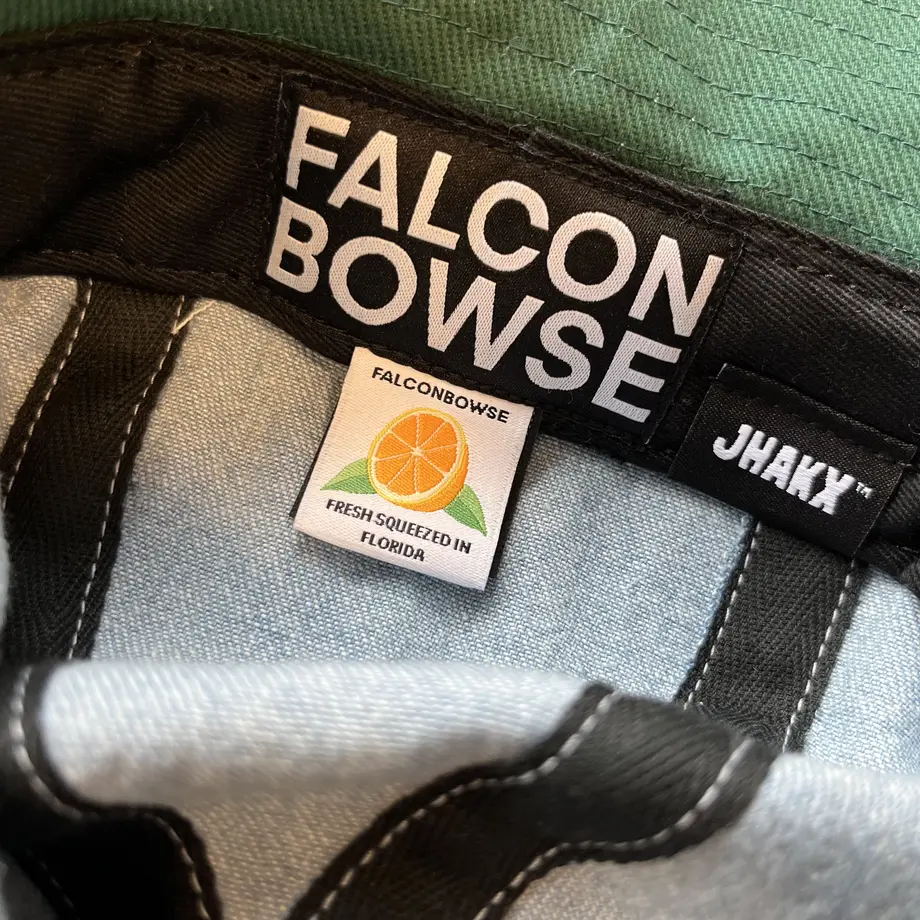 FALCON
BOWSE
FALCONBOWSE
FRESH SQUEEZED IN
FLORIDA
JHAKX™